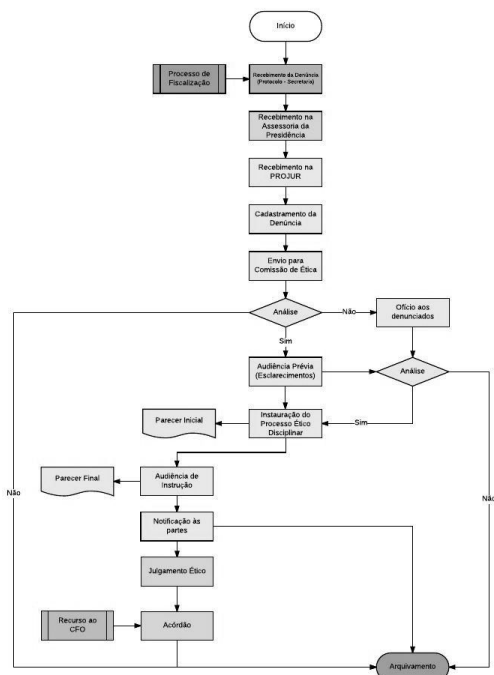 Início
Processo de
Fiscalização
Recebimento da Denúncia
(Protocolo - Secretaria)
Recebimento na
Assessoria da
Presidência
Recebimento na
PROJUR
Cadastramento da
Denúncia
Envio para
Comissão de Ética
Análise
Não
Ofício aos
denunciados
Sim
Audiência Prévia
(Esclarecimentos)
Análise
Parecer Inicial
Instauração do
Processo Ético
Disciplinar
Sim
Parecer Final
Audiência de
Instrução
Não
Não
Notificação às
partes
Julgamento Ético
Recurso ao
CFO
Acórdão
Arquivamento